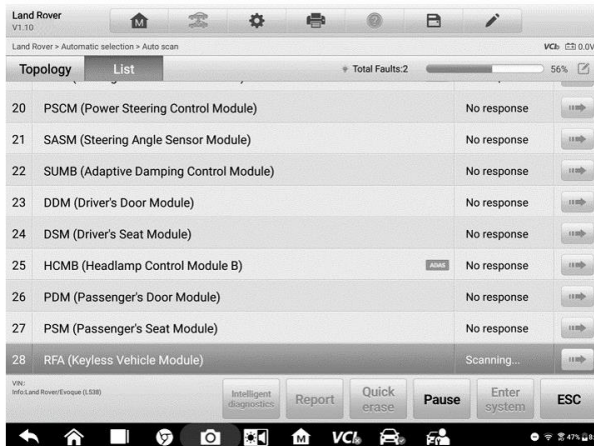 Land Rover
V1.10
Land Rover > Automatic selection > Auto scan
VCI 0.0V
Topology List Total Faults:2 56%
20 PSCM (Power Steering Control Module) No response
21 SASM (Steering Angle Sensor Module) No response
22 SUMB (Adaptive Damping Control Module) No response
23 DDM (Driver's Door Module) No response
24 DSM (Driver's Seat Module) No response
25 HCMB (Headlamp Control Module B) ADAS No response
26 PDM (Passenger's Door Module) No response
27 PSM (Passenger's Seat Module) No response
28 RFA (Keyless Vehicle Module) Scanning...
VIN:
Info:Land Rover/Evoque (L538)
Intelligent diagnostics Report Quick erase Pause Enter system ESC
M VCI 47%